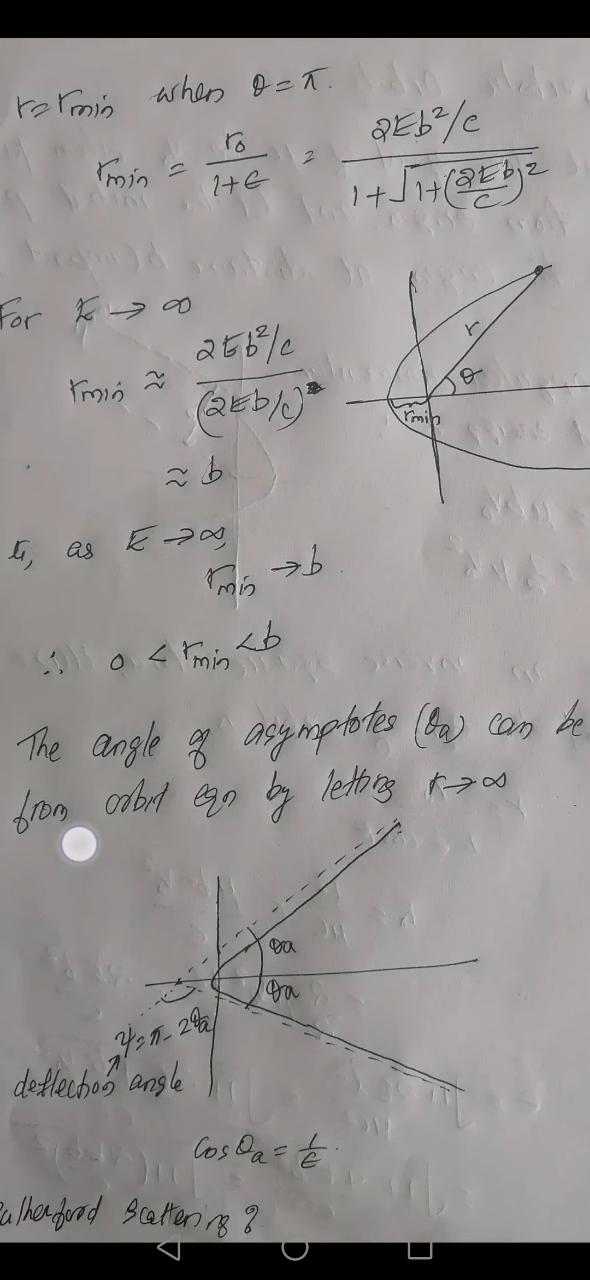 r = rmin when θ = π.
rmin = r₀/(1+ϵ) = (2Eb²/c)/(1+√(1+(2Eb/c)²))
For E → ∞
rmin ≈ (2Eb²/c)/(2Eb/c)
≈ b
r
θ
rmin
as E → ∞,
rmin → b.
∴ 0 < rmin < b
The angle of asymptotes (θa) can be
from orbit eqn by letting r → ∞
θa
θa
ψ = π - 2θa
deflection angle
Cos θa = 1/ϵ.
utherford Scattering ?